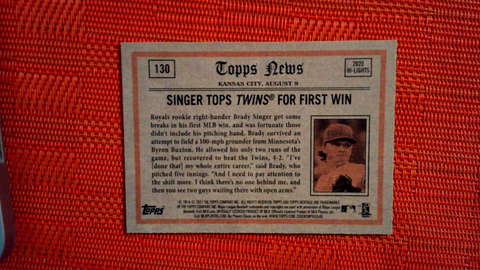 130
Topps News
2020
HI-LIGHTS
KANSAS CITY, AUGUST 9
SINGER TOPS TWINS® FOR FIRST WIN
Royals rookie right-hander Brady Singer got some
breaks in his first MLB win, and was fortunate those
didn't include his pitching hand. Brady survived an
attempt to field a 100-mph grounder from Minnesota's
Byron Buxton. He allowed his only two runs of the
game, but recovered to beat the Twins, 4-2. "I've
[done that] my whole entire career," said Brady, who
pitched five innings. "And I need to pay attention to
the shift more. I think there's no one behind me, and
then you see two guys waiting there with open arms."
TOPPS